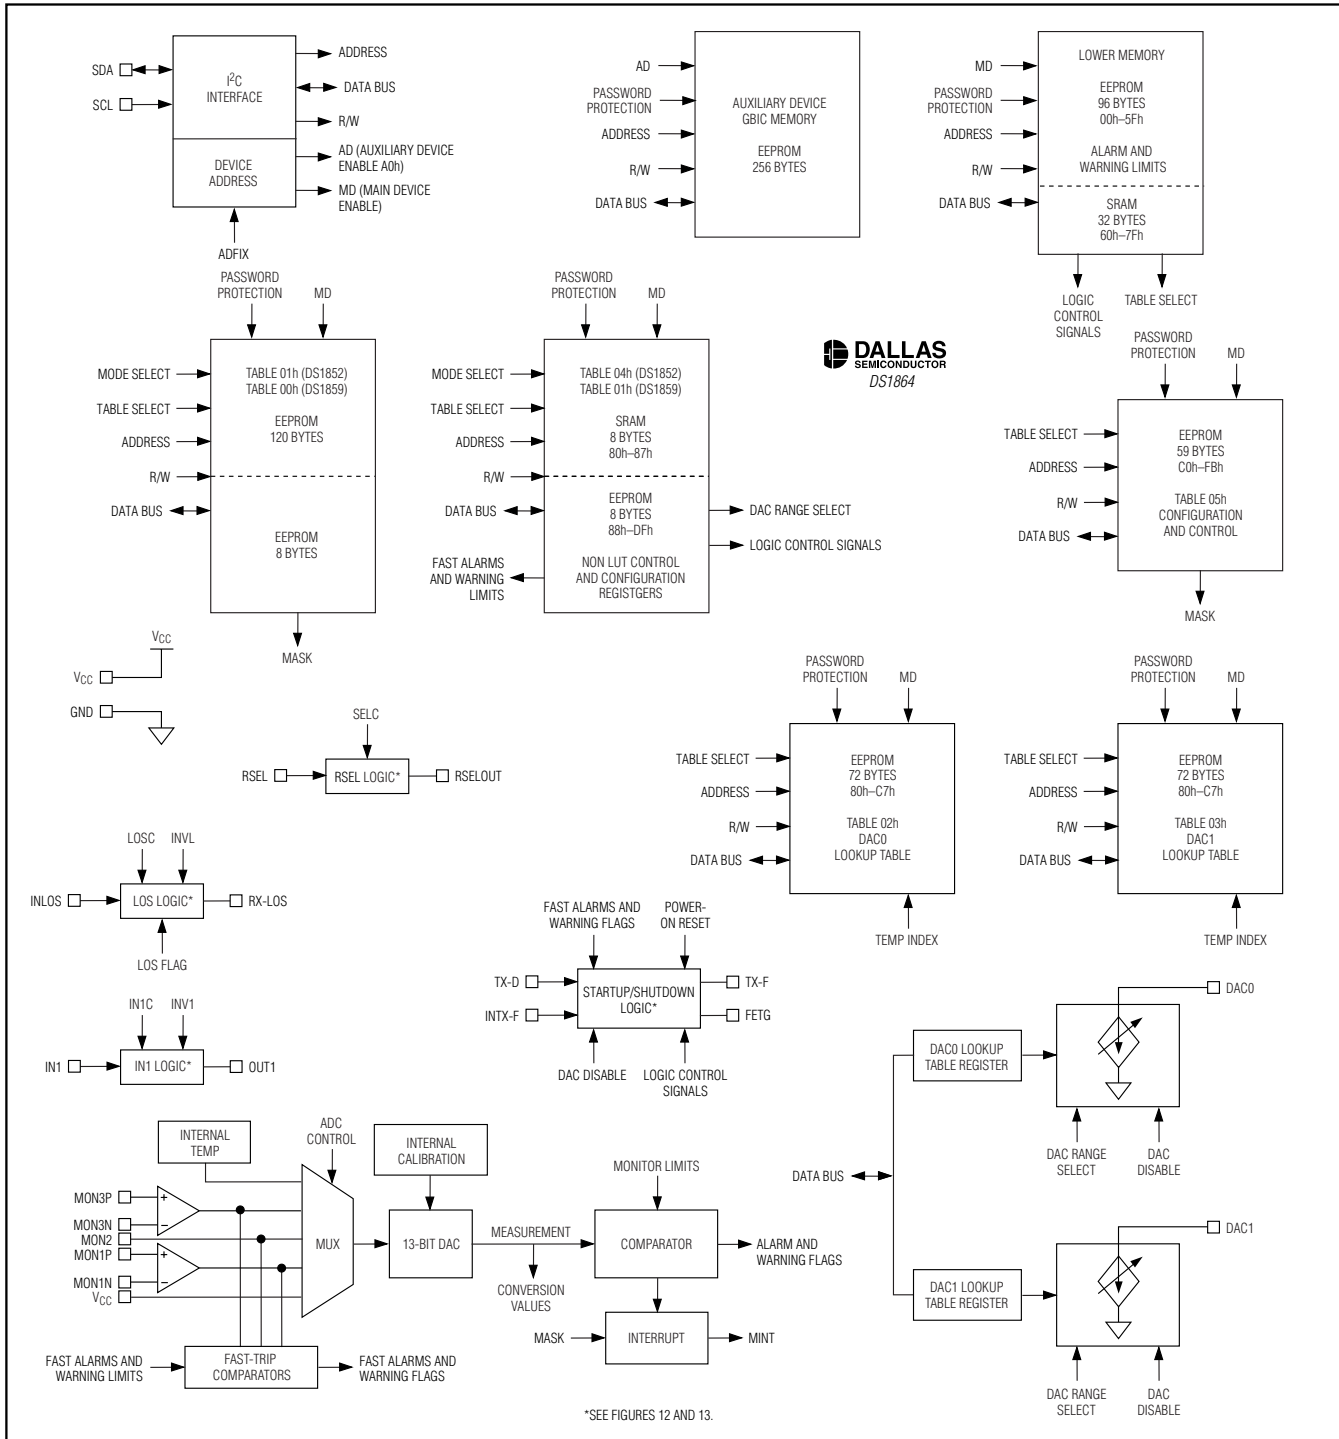 SDA
SCL
I2C
INTERFACE
DEVICE
ADDRESS
ADDRESS
DATA BUS
R/W
AD (AUXILIARY DEVICE
ENABLE A0h)
MD (MAIN DEVICE
ENABLE)
ADFIX
AD
PASSWORD
PROTECTION
ADDRESS
R/W
DATA BUS
AUXILIARY DEVICE
GBIC MEMORY
EEPROM
256 BYTES
MD
PASSWORD
PROTECTION
ADDRESS
R/W
DATA BUS
LOWER MEMORY
EEPROM
96 BYTES
00h–5Fh
ALARM AND
WARNING LIMITS
SRAM
32 BYTES
60h–7Fh
LOGIC
CONTROL
SIGNALS
TABLE SELECT
PASSWORD
PROTECTION
MD
MODE SELECT
TABLE SELECT
ADDRESS
R/W
DATA BUS
TABLE 01h (DS1852)
TABLE 00h (DS1859)
EEPROM
120 BYTES
EEPROM
8 BYTES
MASK
PASSWORD
PROTECTION
MD
MODE SELECT
TABLE SELECT
ADDRESS
R/W
DATA BUS
FAST ALARMS
AND WARNING
LIMITS
TABLE 04h (DS1852)
TABLE 01h (DS1859)
SRAM
8 BYTES
80h–87h
EEPROM
8 BYTES
88h–DFh
NON LUT CONTROL
AND CONFIGURATION
REGISTGERS
DAC RANGE SELECT
LOGIC CONTROL SIGNALS
DALLAS
SEMICONDUCTOR
DS1864
PASSWORD
PROTECTION
MD
TABLE SELECT
ADDRESS
R/W
DATA BUS
EEPROM
59 BYTES
C0h–FBh
TABLE 05h
CONFIGURATION
AND CONTROL
MASK
VCC
VCC
GND
SELC
RSEL
RSEL LOGIC*
RSELOUT
PASSWORD
PROTECTION
MD
TABLE SELECT
ADDRESS
R/W
DATA BUS
EEPROM
72 BYTES
80h–C7h
TABLE 02h
DAC0
LOOKUP TABLE
TEMP INDEX
PASSWORD
PROTECTION
MD
TABLE SELECT
ADDRESS
R/W
DATA BUS
EEPROM
72 BYTES
80h–C7h
TABLE 03h
DAC1
LOOKUP TABLE
TEMP INDEX
LOSC
INVL
INLOS
LOS LOGIC*
RX-LOS
LOS FLAG
IN1C
INV1
IN1
IN1 LOGIC*
OUT1
FAST ALARMS AND
WARNING FLAGS
POWER-
ON RESET
TX-D
INTX-F
STARTUP/SHUTDOWN
LOGIC*
TX-F
FETG
DAC DISABLE
LOGIC CONTROL
SIGNALS
DATA BUS
DAC0 LOOKUP
TABLE REGISTER
DAC0
DAC RANGE
SELECT
DAC
DISABLE
DAC1 LOOKUP
TABLE REGISTER
DAC1
DAC RANGE
SELECT
DAC
DISABLE
INTERNAL
TEMP
ADC
CONTROL
INTERNAL
CALIBRATION
MON3P
MON3N
MON2
MON1P
MON1N
VCC
+
−
+
−
MUX
13-BIT DAC
MEASUREMENT
CONVERSION
VALUES
MONITOR LIMITS
COMPARATOR
ALARM AND
WARNING FLAGS
MASK
INTERRUPT
MINT
FAST ALARMS AND
WARNING LIMITS
FAST-TRIP
COMPARATORS
FAST ALARMS AND
WARNING FLAGS
*SEE FIGURES 12 AND 13.